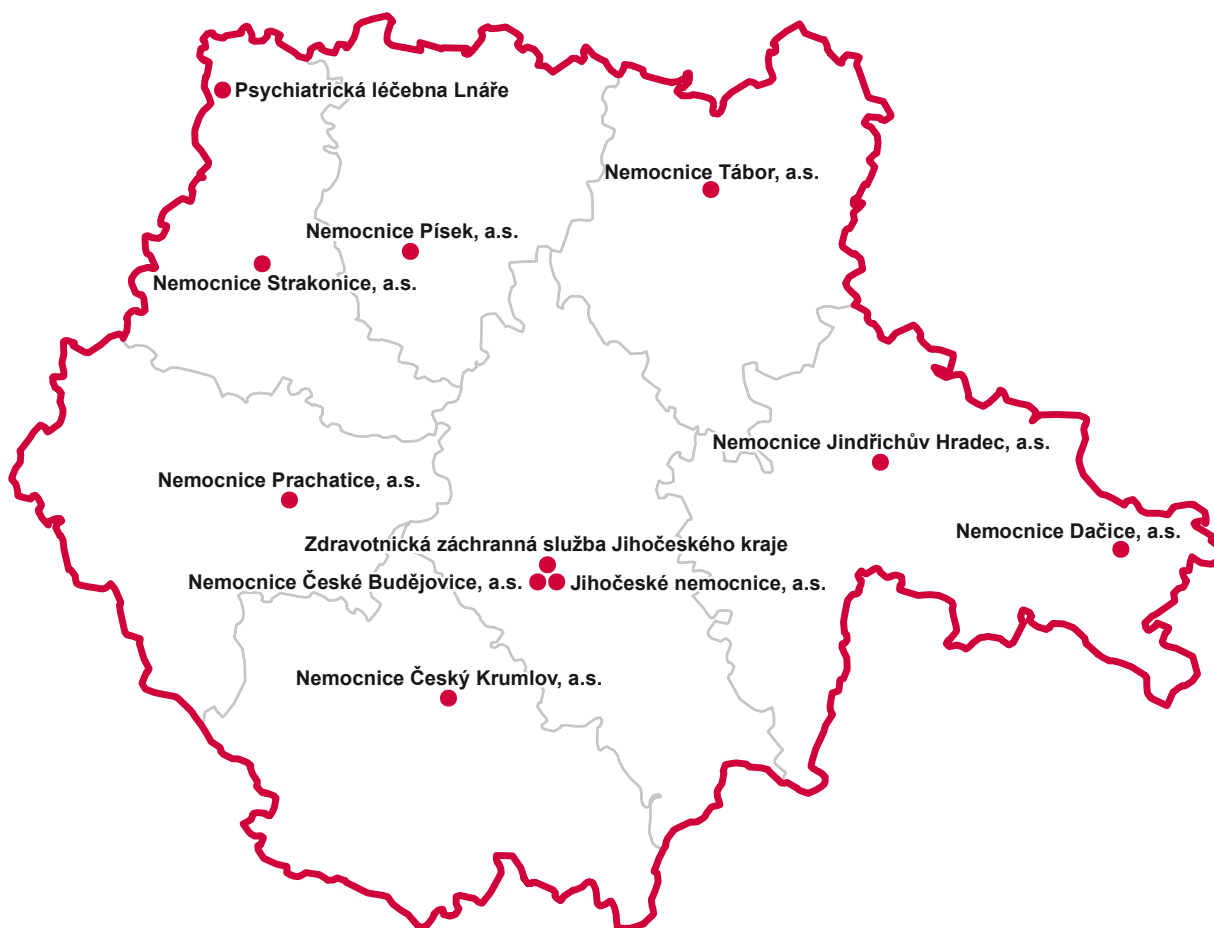 Psychiatrická léčebna Lnáře
Nemocnice Tábor, a.s.
Nemocnice Písek, a.s.
Nemocnice Strakonice, a.s.
Nemocnice Jindřichův Hradec, a.s.
Nemocnice Prachatice, a.s.
Nemocnice Dačice, a.s.
Zdravotnická záchranná služba Jihočeského kraje
Nemocnice České Budějovice, a.s.
Jihočeské nemocnice, a.s.
Nemocnice Český Krumlov, a.s.